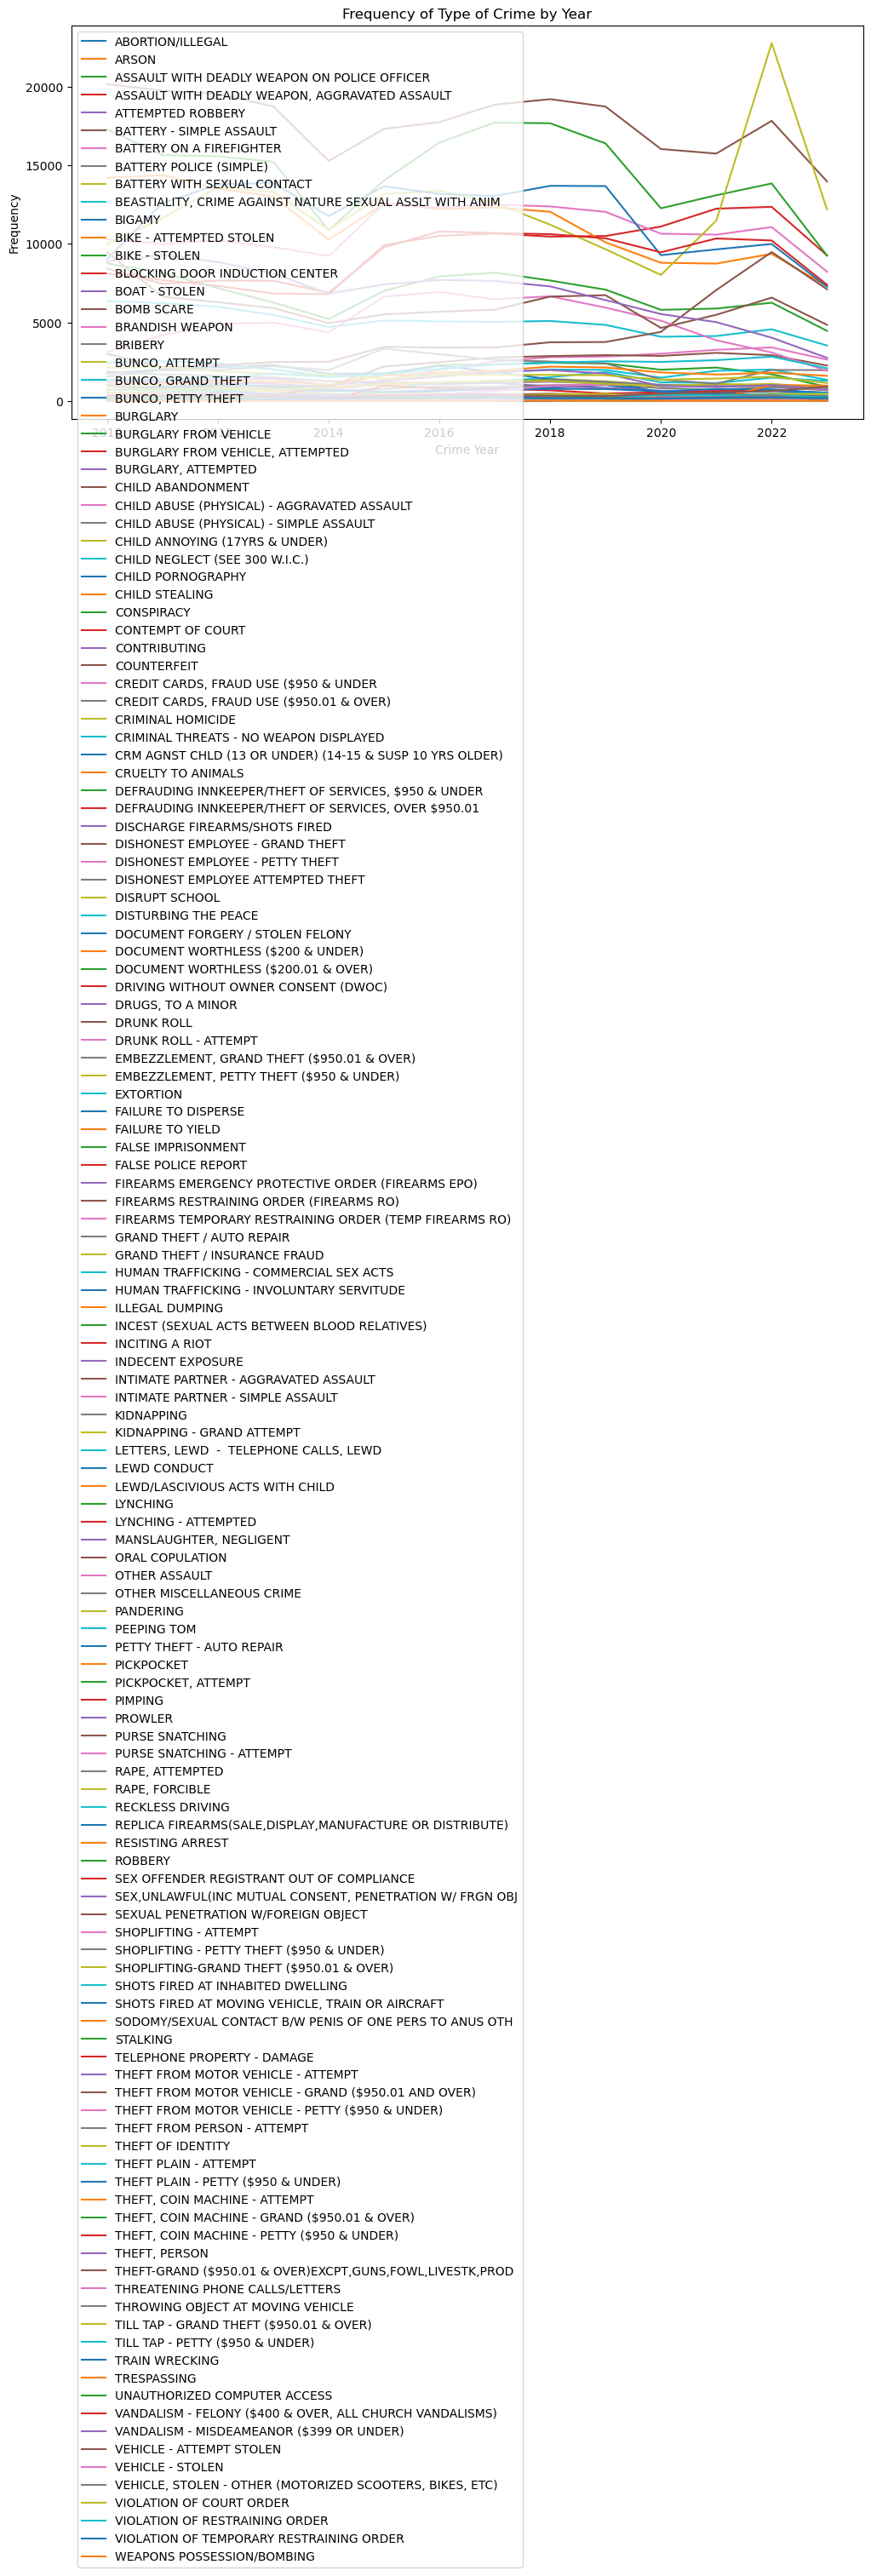 Frequency of Type of Crime by Year
Frequency
20000
15000
10000
5000
0
ABORTION/ILLEGAL
ARSON
ASSAULT WITH DEADLY WEAPON ON POLICE OFFICER
ASSAULT WITH DEADLY WEAPON, AGGRAVATED ASSAULT
ATTEMPTED ROBBERY
BATTERY - SIMPLE ASSAULT
BATTERY ON A FIREFIGHTER
BATTERY POLICE (SIMPLE)
BATTERY WITH SEXUAL CONTACT
BEASTIALITY, CRIME AGAINST NATURE SEXUAL ASSLT WITH ANIM
BIGAMY
BIKE - ATTEMPTED STOLEN
BIKE - STOLEN
BLOCKING DOOR INDUCTION CENTER
BOAT - STOLEN
BOMB SCARE
BRANDISH WEAPON
BRIBERY
BUNCO, ATTEMPT
BUNCO, GRAND THEFT
BUNCO, PETTY THEFT
BURGLARY
BURGLARY FROM VEHICLE
2014 2016 2018 2020 2022
Crime Year
BURGLARY FROM VEHICLE, ATTEMPTED
BURGLARY, ATTEMPTED
CHILD ABANDONMENT
CHILD ABUSE (PHYSICAL) - AGGRAVATED ASSAULT
CHILD ABUSE (PHYSICAL) - SIMPLE ASSAULT
CHILD ANNOYING (17YRS & UNDER)
CHILD NEGLECT (SEE 300 W.I.C.)
CHILD PORNOGRAPHY
CHILD STEALING
CONSPIRACY
CONTEMPT OF COURT
CONTRIBUTING
COUNTERFEIT
CREDIT CARDS, FRAUD USE ($950 & UNDER
CREDIT CARDS, FRAUD USE ($950.01 & OVER)
CRIMINAL HOMICIDE
CRIMINAL THREATS - NO WEAPON DISPLAYED
CRM AGNST CHLD (13 OR UNDER) (14-15 & SUSP 10 YRS OLDER)
CRUELTY TO ANIMALS
DEFRAUDING INNKEEPER/THEFT OF SERVICES, $950 & UNDER
DEFRAUDING INNKEEPER/THEFT OF SERVICES, OVER $950.01
DISCHARGE FIREARMS/SHOTS FIRED
DISHONEST EMPLOYEE - GRAND THEFT
DISHONEST EMPLOYEE - PETTY THEFT
DISHONEST EMPLOYEE ATTEMPTED THEFT
DISRUPT SCHOOL
DISTURBING THE PEACE
DOCUMENT FORGERY / STOLEN FELONY
DOCUMENT WORTHLESS ($200 & UNDER)
DOCUMENT WORTHLESS ($200.01 & OVER)
DRIVING WITHOUT OWNER CONSENT (DWOC)
DRUGS, TO A MINOR
DRUNK ROLL
DRUNK ROLL - ATTEMPT
EMBEZZLEMENT, GRAND THEFT ($950.01 & OVER)
EMBEZZLEMENT, PETTY THEFT ($950 & UNDER)
EXTORTION
FAILURE TO DISPERSE
FAILURE TO YIELD
FALSE IMPRISONMENT
FALSE POLICE REPORT
FIREARMS EMERGENCY PROTECTIVE ORDER (FIREARMS EPO)
FIREARMS RESTRAINING ORDER (FIREARMS RO)
FIREARMS TEMPORARY RESTRAINING ORDER (TEMP FIREARMS RO)
GRAND THEFT / AUTO REPAIR
GRAND THEFT / INSURANCE FRAUD
HUMAN TRAFFICKING - COMMERCIAL SEX ACTS
HUMAN TRAFFICKING - INVOLUNTARY SERVITUDE
ILLEGAL DUMPING
INCEST (SEXUAL ACTS BETWEEN BLOOD RELATIVES)
INCITING A RIOT
INDECENT EXPOSURE
INTIMATE PARTNER - AGGRAVATED ASSAULT
INTIMATE PARTNER - SIMPLE ASSAULT
KIDNAPPING
KIDNAPPING - GRAND ATTEMPT
LETTERS, LEWD  -  TELEPHONE CALLS, LEWD
LEWD CONDUCT
LEWD/LASCIVIOUS ACTS WITH CHILD
LYNCHING
LYNCHING - ATTEMPTED
MANSLAUGHTER, NEGLIGENT
ORAL COPULATION
OTHER ASSAULT
OTHER MISCELLANEOUS CRIME
PANDERING
PEEPING TOM
PETTY THEFT - AUTO REPAIR
PICKPOCKET
PICKPOCKET, ATTEMPT
PIMPING
PROWLER
PURSE SNATCHING
PURSE SNATCHING - ATTEMPT
RAPE, ATTEMPTED
RAPE, FORCIBLE
RECKLESS DRIVING
REPLICA FIREARMS(SALE,DISPLAY,MANUFACTURE OR DISTRIBUTE)
RESISTING ARREST
ROBBERY
SEX OFFENDER REGISTRANT OUT OF COMPLIANCE
SEX,UNLAWFUL(INC MUTUAL CONSENT, PENETRATION W/ FRGN OBJ
SEXUAL PENETRATION W/FOREIGN OBJECT
SHOPLIFTING - ATTEMPT
SHOPLIFTING - PETTY THEFT ($950 & UNDER)
SHOPLIFTING-GRAND THEFT ($950.01 & OVER)
SHOTS FIRED AT INHABITED DWELLING
SHOTS FIRED AT MOVING VEHICLE, TRAIN OR AIRCRAFT
SODOMY/SEXUAL CONTACT B/W PENIS OF ONE PERS TO ANUS OTH
STALKING
TELEPHONE PROPERTY - DAMAGE
THEFT FROM MOTOR VEHICLE - ATTEMPT
THEFT FROM MOTOR VEHICLE - GRAND ($950.01 AND OVER)
THEFT FROM MOTOR VEHICLE - PETTY ($950 & UNDER)
THEFT FROM PERSON - ATTEMPT
THEFT OF IDENTITY
THEFT PLAIN - ATTEMPT
THEFT PLAIN - PETTY ($950 & UNDER)
THEFT, COIN MACHINE - ATTEMPT
THEFT, COIN MACHINE - GRAND ($950.01 & OVER)
THEFT, COIN MACHINE - PETTY ($950 & UNDER)
THEFT, PERSON
THEFT-GRAND ($950.01 & OVER)EXCPT,GUNS,FOWL,LIVESTK,PROD
THREATENING PHONE CALLS/LETTERS
THROWING OBJECT AT MOVING VEHICLE
TILL TAP - GRAND THEFT ($950.01 & OVER)
TILL TAP - PETTY ($950 & UNDER)
TRAIN WRECKING
TRESPASSING
UNAUTHORIZED COMPUTER ACCESS
VANDALISM - FELONY ($400 & OVER, ALL CHURCH VANDALISMS)
VANDALISM - MISDEAMEANOR ($399 OR UNDER)
VEHICLE - ATTEMPT STOLEN
VEHICLE - STOLEN
VEHICLE, STOLEN - OTHER (MOTORIZED SCOOTERS, BIKES, ETC)
VIOLATION OF COURT ORDER
VIOLATION OF RESTRAINING ORDER
VIOLATION OF TEMPORARY RESTRAINING ORDER
WEAPONS POSSESSION/BOMBING